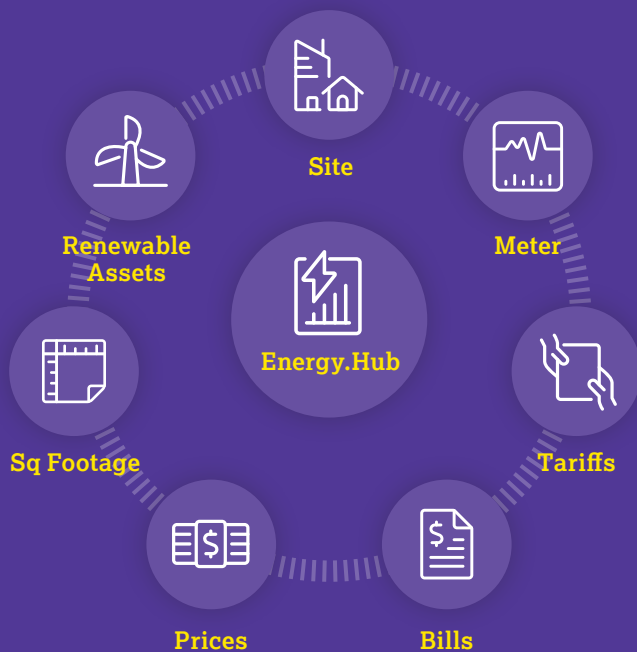 Site
Renewable
Assets
Meter
Energy.Hub
Sq Footage
Tariffs
$
$
Prices
Bills